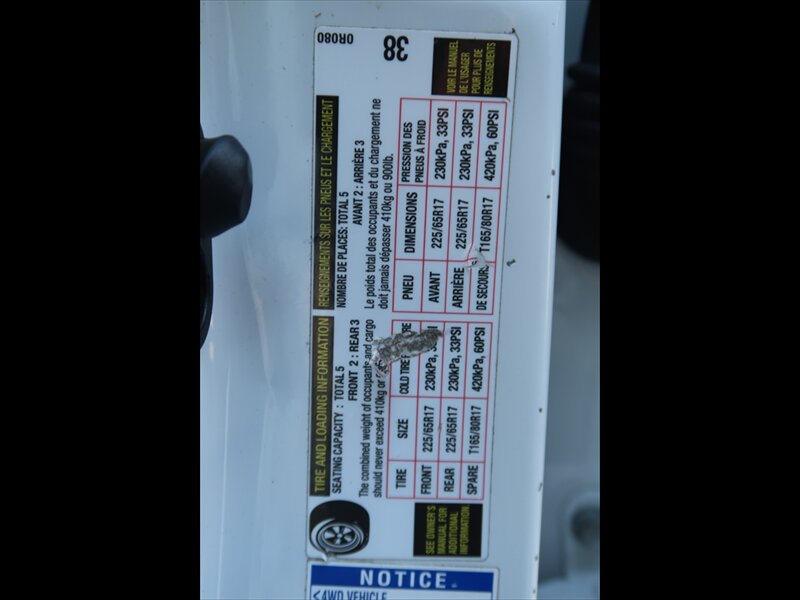 TIRE AND LOADING INFORMATION
SEATING CAPACITY : TOTAL 5
FRONT 2 : REAR 3
The combined weight of occupants and cargo
should never exceed 410kg or
TIRE SIZE COLD TIRE
FRONT 225/65R17 230kPa,
REAR 225/65R17 230kPa, 33PSI
SPARE T165/80R17 420kPa, 60PSI
SEE OWNER'S
MANUAL FOR
ADDITIONAL
INFORMATION
RENSEIGNEMENTS SUR LES PNEUS ET LE CHARGEMENT
NOMBRE DE PLACES: TOTAL 5
AVANT 2 : ARRIÈRE 3
Le poids total des occupants et du chargement ne
doit jamais dépasser 410kg ou 900lb.
PNEU DIMENSIONS PRESSION DES
PNEUS À FROID
AVANT 225/65R17 230kPa, 33PSI
ARRIÈRE 225/65R17 230kPa, 33PSI
DE SECOURS T165/80R17 420kPa, 60PSI
VOIR LE MANUEL
DE L'USAGER
POUR PLUS DE
RENSEIGNEMENTS
0R080
38
NOTICE
<4WD VEHICLE